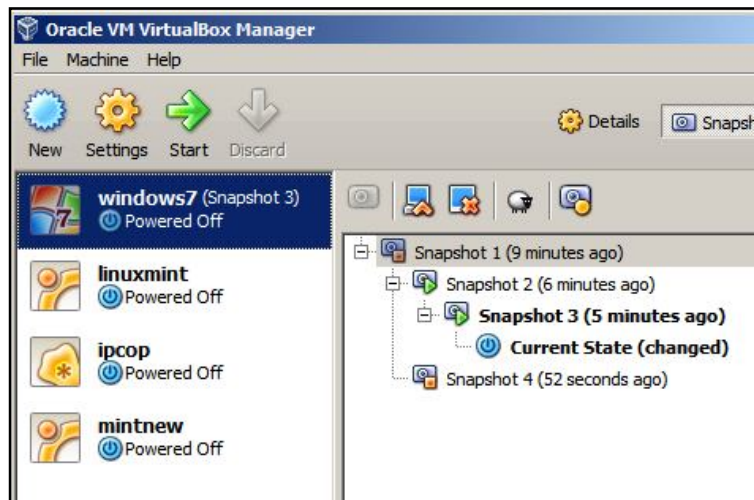 Oracle VM VirtualBox Manager
File Machine Help
New Settings Start Discard
Details Snapsh
windows7 (Snapshot 3)
Powered Off
linuxmint
Powered Off
ipcop
Powered Off
mintnew
Powered Off
Snapshot 1 (9 minutes ago)
Snapshot 2 (6 minutes ago)
Snapshot 3 (5 minutes ago)
Current State (changed)
Snapshot 4 (52 seconds ago)